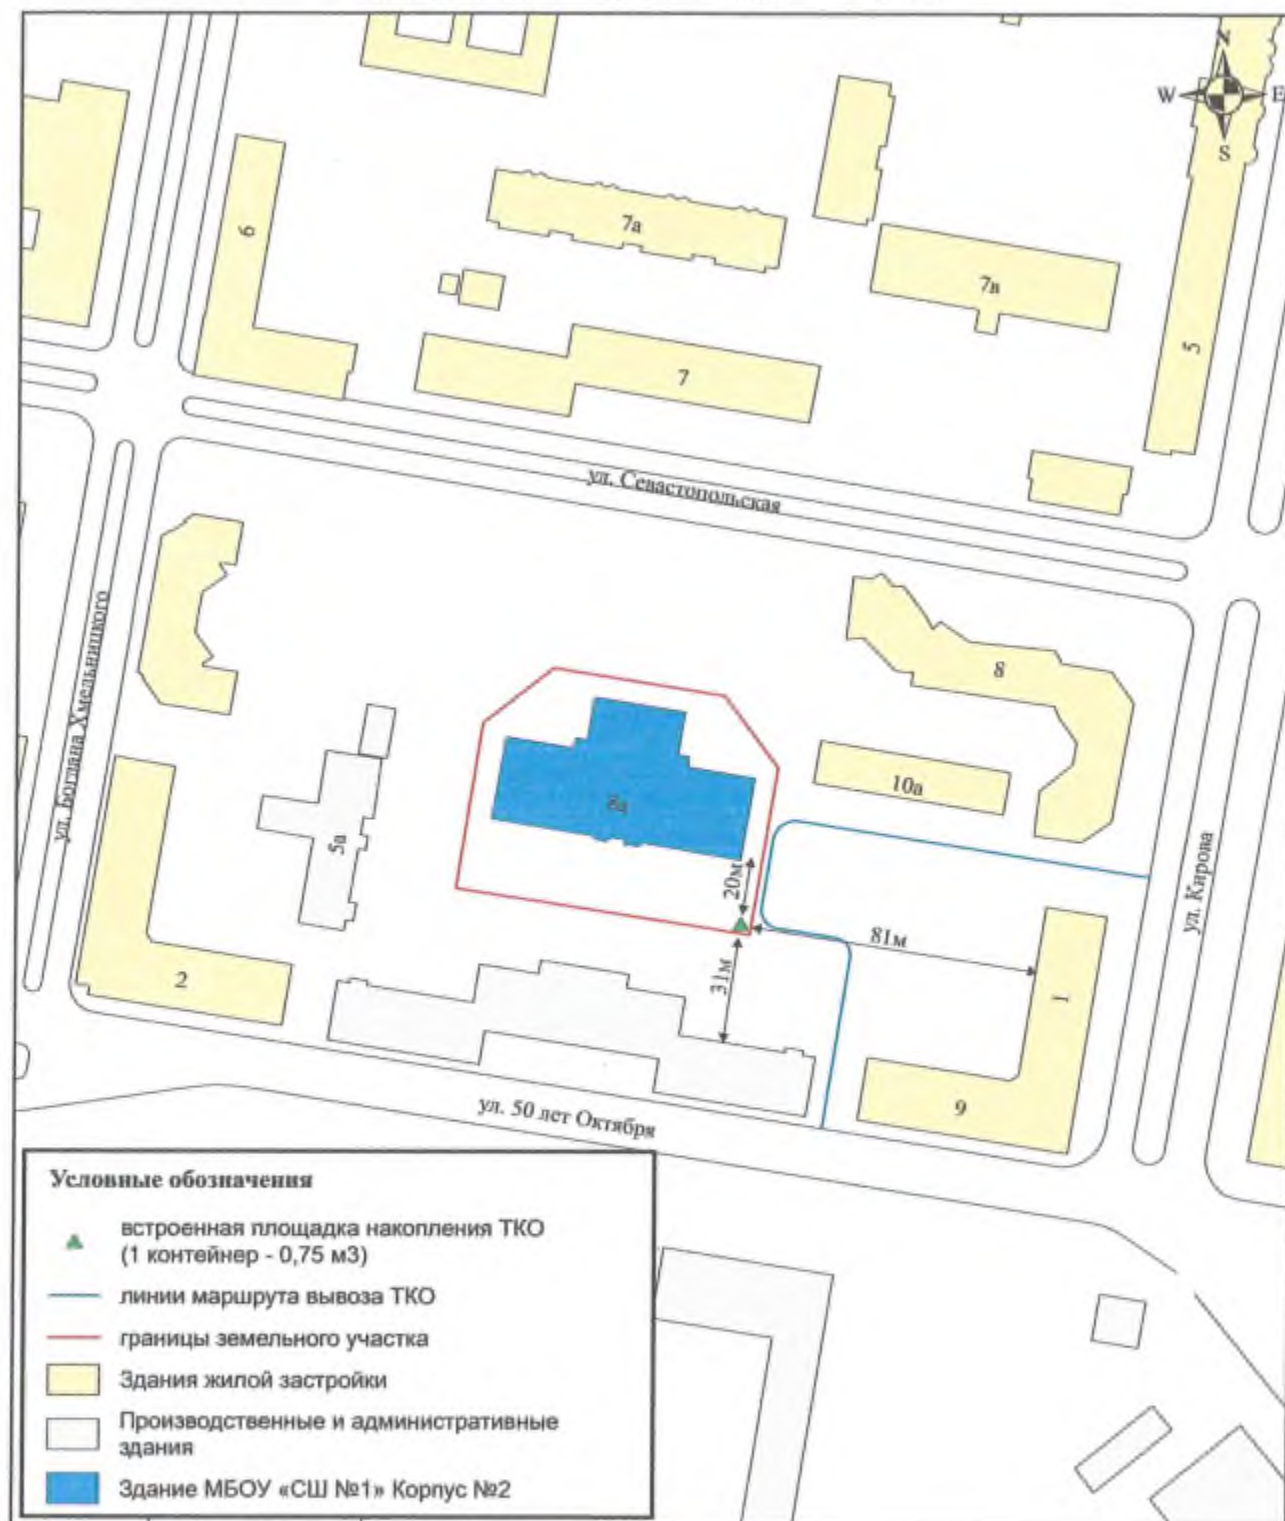 N
W
E
S
6
7а
7в
5
7
ул. Севастопольская
ул. Богдана Хмельницкого
8
10а
8а
5а
20м
81м
31м
ул. Кирова
2
1
9
ул. 50 лет Октября
Условные обозначения
встроенная площадка накопления ТКО
(1 контейнер - 0,75 м3)
линии маршрута вывоза ТКО
границы земельного участка
Здания жилой застройки
Производственные и административные
здания
Здание МБОУ «СШ №1» Корпус №2